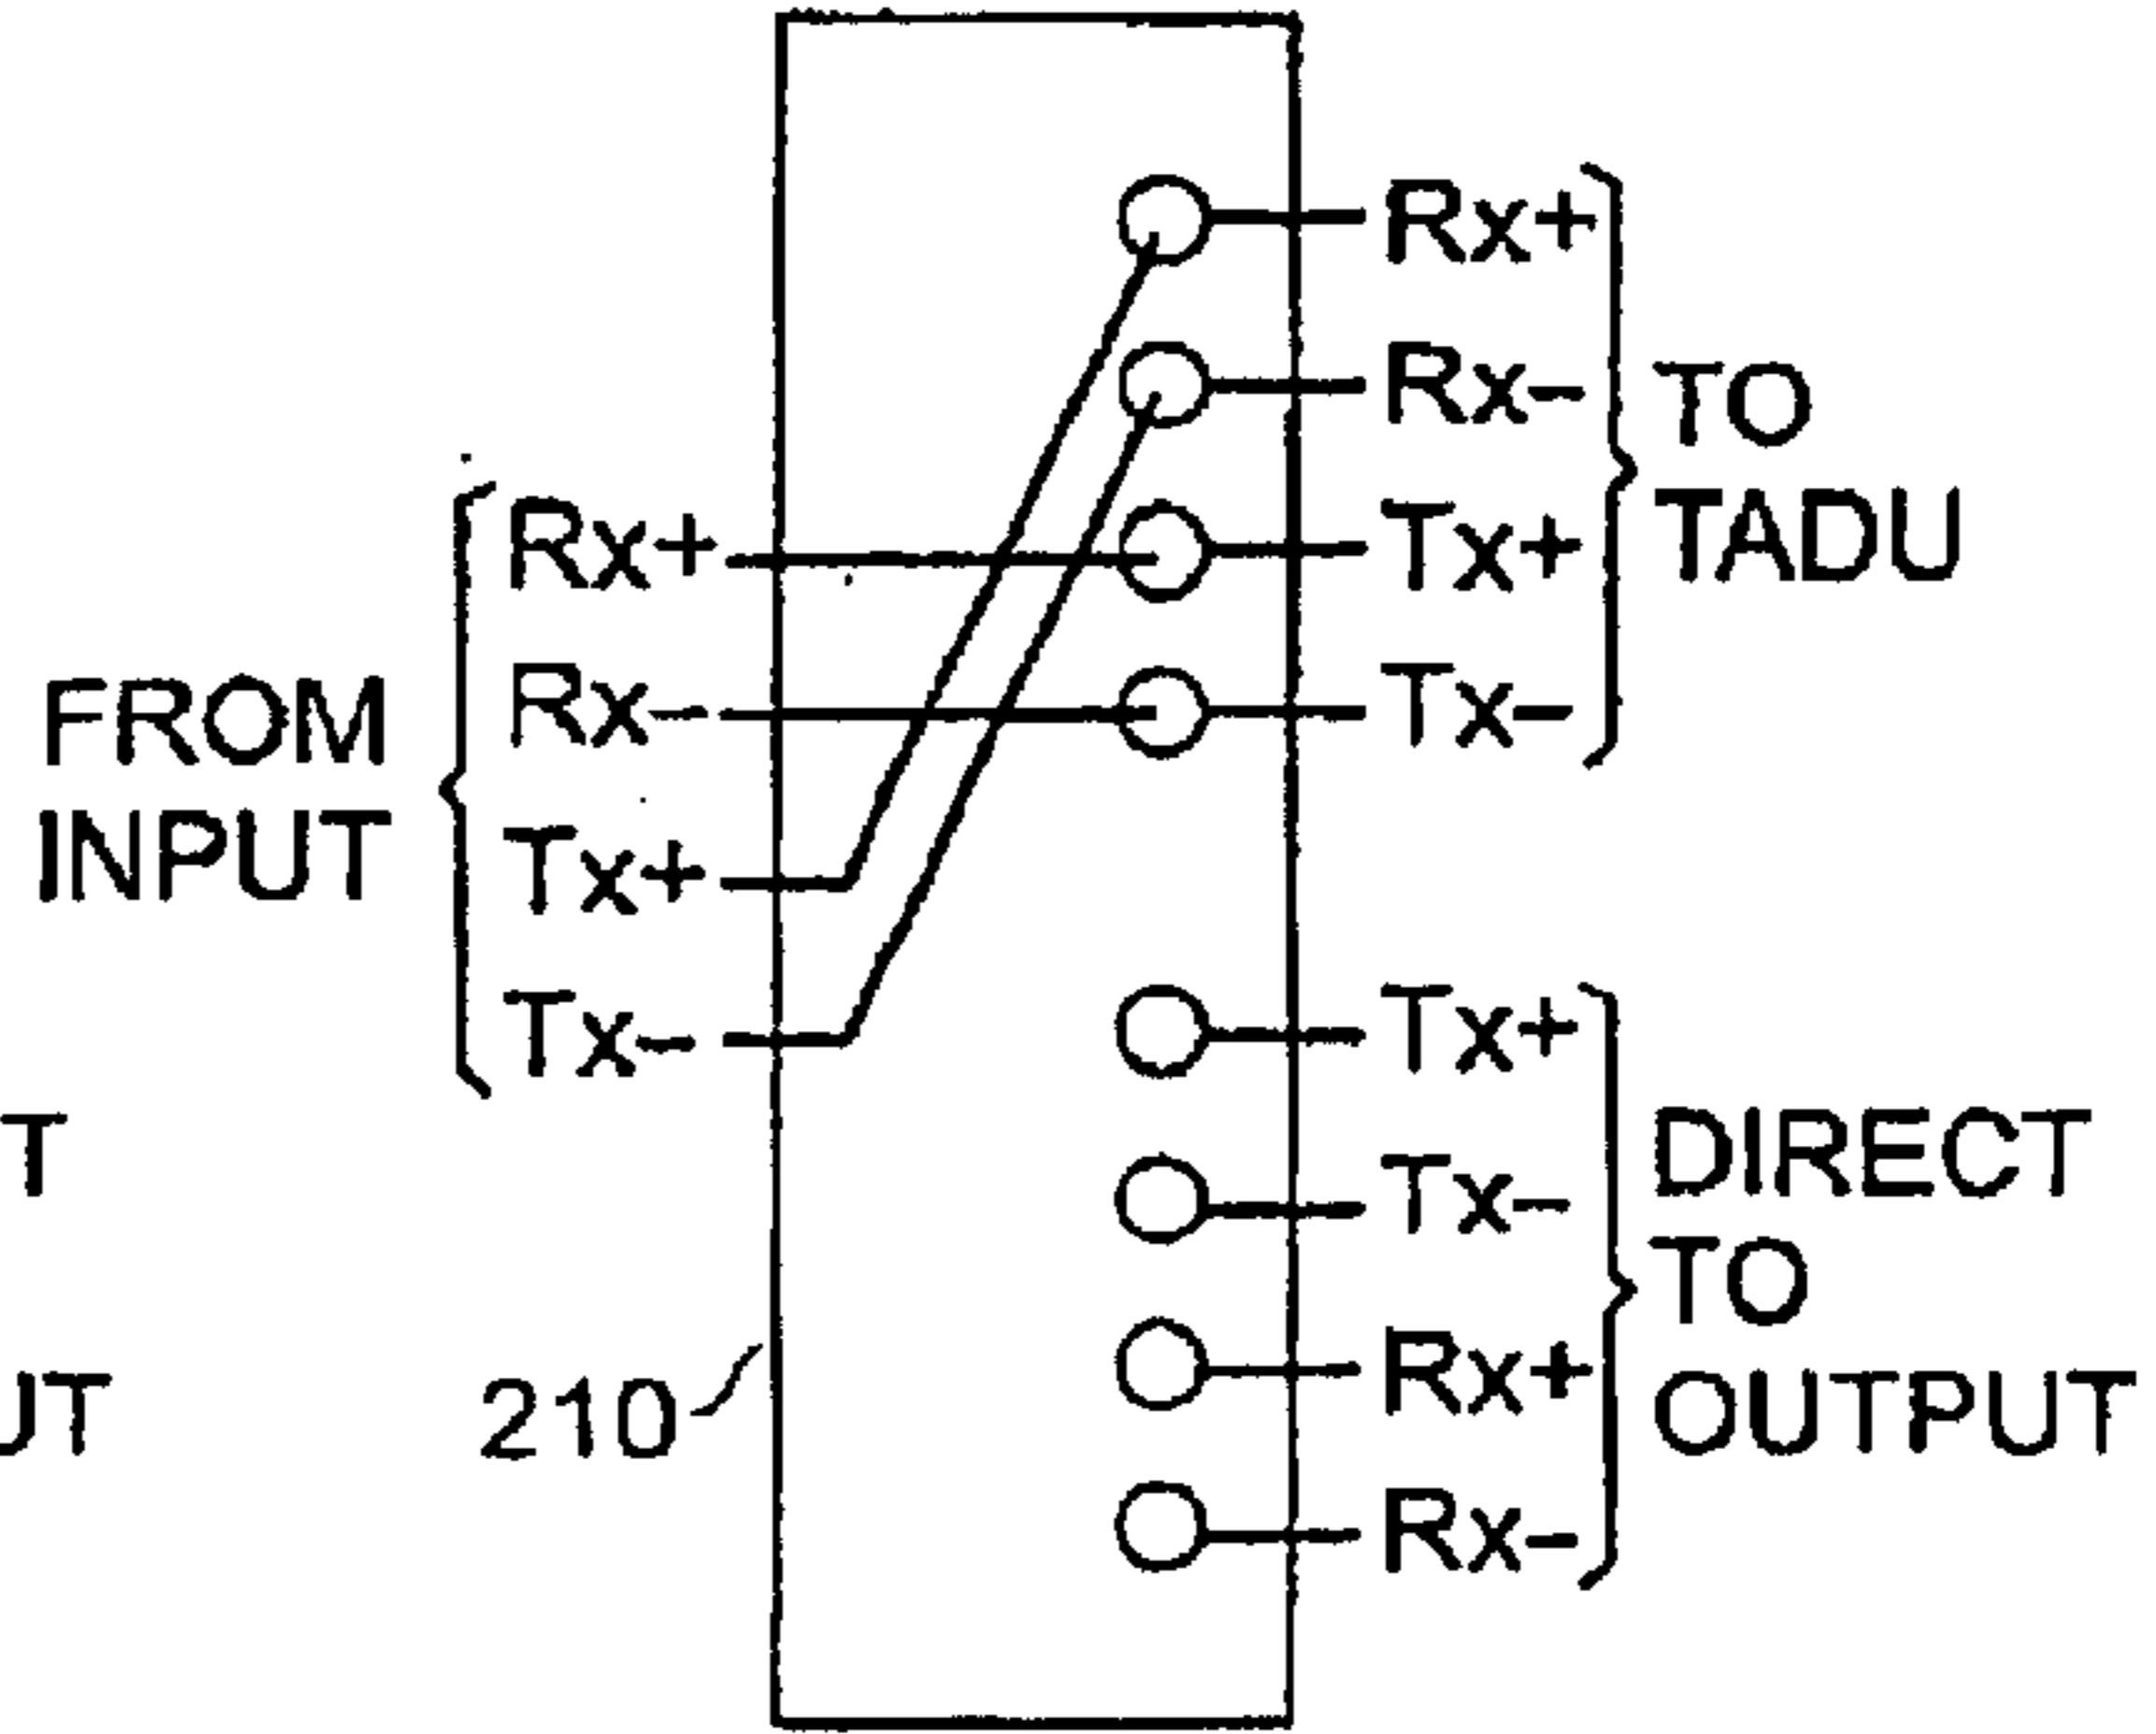 Rx+
Rx-
Tx+
Tx-
TO
TADU
FROM
INPUT
Rx+
Rx-
Tx+
Tx-
Tx+
Tx-
Rx+
Rx-
DIRECT
TO
OUTPUT
T
UT
210